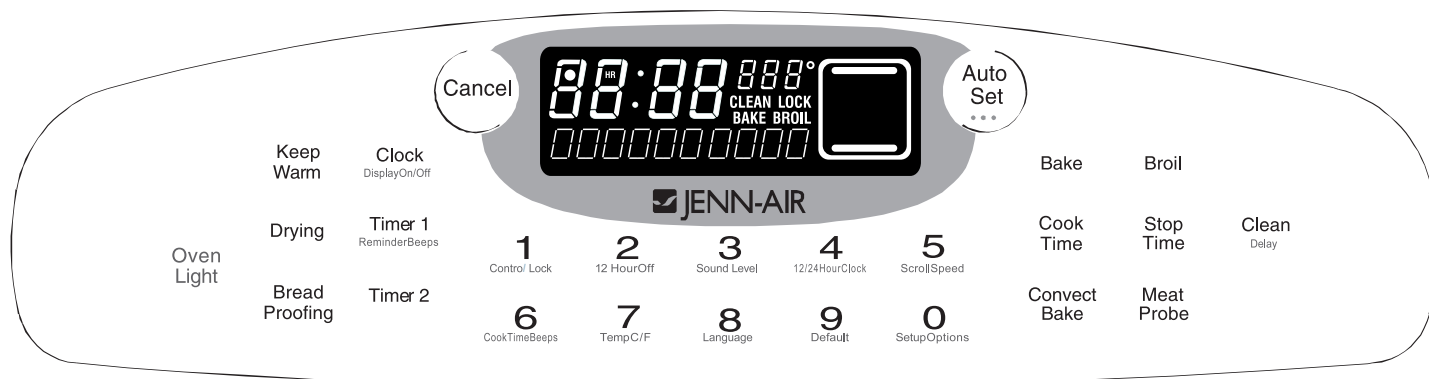 Cancel
88:88
HR
888°
CLEAN LOCK
BAKE BROIL
Auto
Set
JENN-AIR
Oven
Light
Keep
Warm
Clock
DisplayOn/Off
Drying
Timer 1
ReminderBeeps
Bread
Proofing
Timer 2
1
Control Lock
2
12 HourOff
3
Sound Level
4
12/24HourClock
5
ScrollSpeed
6
CookTimeBeeps
7
TempC/F
8
Language
9
Default
0
SetupOptions
Bake
Broil
Cook
Time
Stop
Time
Clean
Delay
Convect
Bake
Meat
Probe